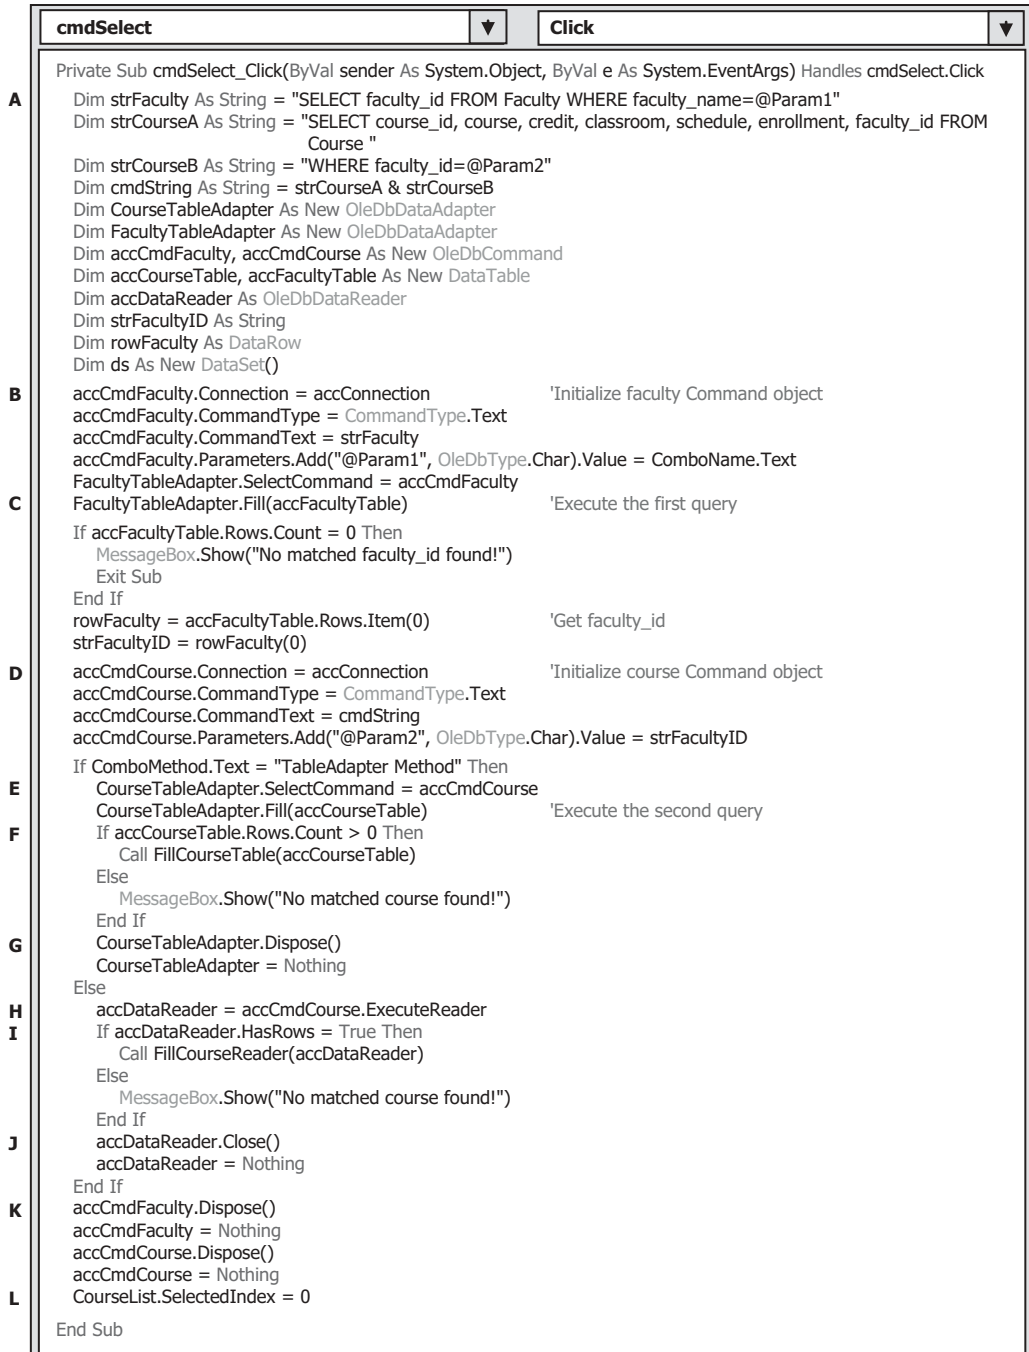 cmdSelect Click
Private Sub cmdSelect_Click(ByVal sender As System.Object, ByVal e As System.EventArgs) Handles cmdSelect.Click
A Dim strFaculty As String = "SELECT faculty_id FROM Faculty WHERE faculty_name=@Param1"
Dim strCourseA As String = "SELECT course_id, course, credit, classroom, schedule, enrollment, faculty_id FROM
Course "
Dim strCourseB As String = "WHERE faculty_id=@Param2"
Dim cmdString As String = strCourseA & strCourseB
Dim CourseTableAdapter As New OleDbDataAdapter
Dim FacultyTableAdapter As New OleDbDataAdapter
Dim accCmdFaculty, accCmdCourse As New OleDbCommand
Dim accCourseTable, accFacultyTable As New DataTable
Dim accDataReader As OleDbDataReader
Dim strFacultyID As String
Dim rowFaculty As DataRow
Dim ds As New DataSet()
B accCmdFaculty.Connection = accConnection 'Initialize faculty Command object
accCmdFaculty.CommandType = CommandType.Text
accCmdFaculty.CommandText = strFaculty
accCmdFaculty.Parameters.Add("@Param1", OleDbType.Char).Value = ComboName.Text
FacultyTableAdapter.SelectCommand = accCmdFaculty
C FacultyTableAdapter.Fill(accFacultyTable) 'Execute the first query
If accFacultyTable.Rows.Count = 0 Then
MessageBox.Show("No matched faculty_id found!")
Exit Sub
End If
rowFaculty = accFacultyTable.Rows.Item(0) 'Get faculty_id
strFacultyID = rowFaculty(0)
D accCmdCourse.Connection = accConnection 'Initialize course Command object
accCmdCourse.CommandType = CommandType.Text
accCmdCourse.CommandText = cmdString
accCmdCourse.Parameters.Add("@Param2", OleDbType.Char).Value = strFacultyID
If ComboMethod.Text = "TableAdapter Method" Then
E CourseTableAdapter.SelectCommand = accCmdCourse
CourseTableAdapter.Fill(accCourseTable) 'Execute the second query
F If accCourseTable.Rows.Count > 0 Then
Call FillCourseTable(accCourseTable)
Else
MessageBox.Show("No matched course found!")
End If
G CourseTableAdapter.Dispose()
CourseTableAdapter = Nothing
Else
H accDataReader = accCmdCourse.ExecuteReader
I If accDataReader.HasRows = True Then
Call FillCourseReader(accDataReader)
Else
MessageBox.Show("No matched course found!")
End If
J accDataReader.Close()
accDataReader = Nothing
End If
K accCmdFaculty.Dispose()
accCmdFaculty = Nothing
accCmdCourse.Dispose()
accCmdCourse = Nothing
L CourseList.SelectedIndex = 0
End Sub